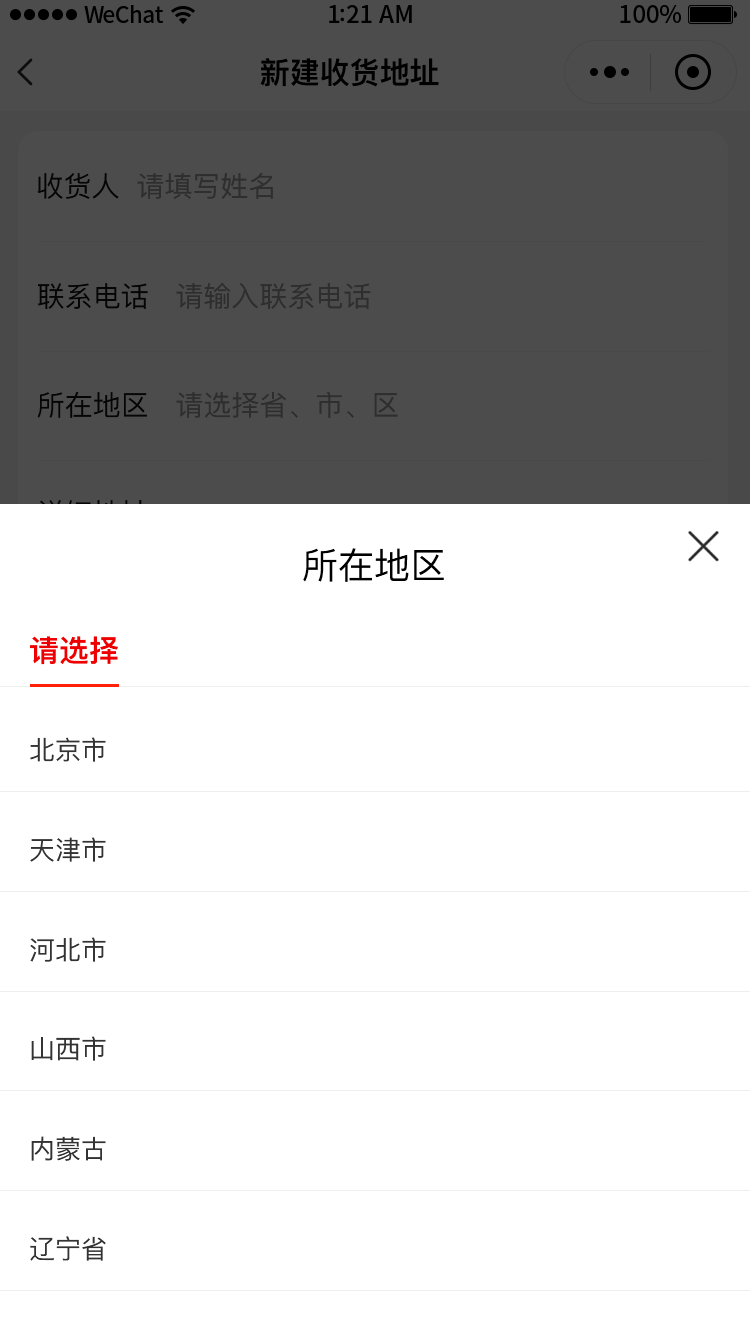 WeChat 1:21 AM 100%
新建收货地址
收货人 请填写姓名
联系电话 请输入联系电话
所在地区 请选择省、市、区
所在地区
请选择
北京市
天津市
河北市
山西市
内蒙古
辽宁省